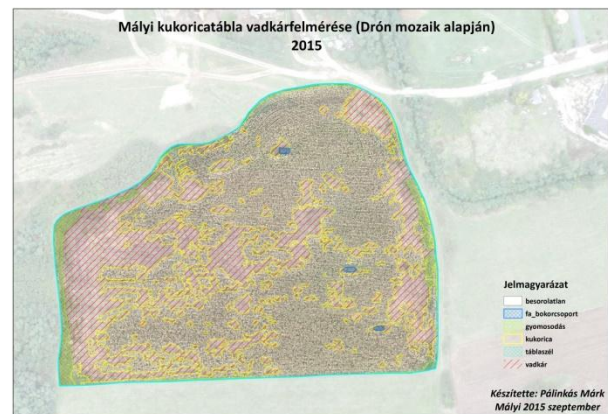 Mályi kukoricatábla vadkárfelmérése (Drón mozaik alapján)
2015
Jelmagyarázat
besorolatlan
fa_bokorcsoport
gyomosodás
kukorica
táblaszél
vadkár
Készítette: Pálinkás Márk
Mályi 2015 szeptember